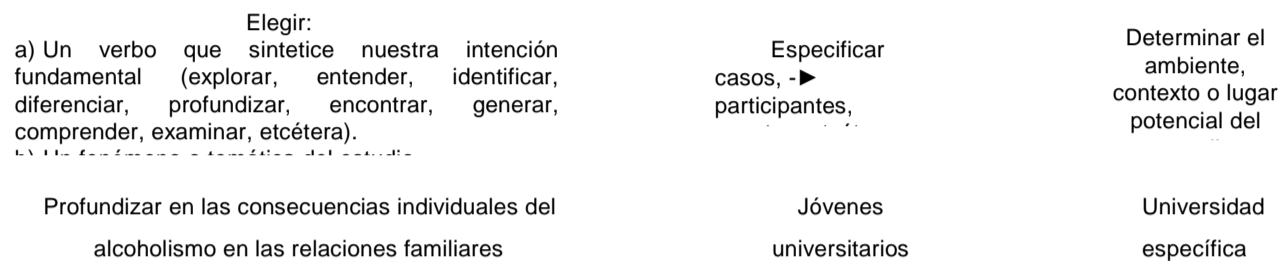 Elegir:
a) Un verbo que sintetice nuestra intención
fundamental (explorar, entender, identificar,
diferenciar, profundizar, encontrar, generar,
comprender, examinar, etcétera).
Especificar
casos, -►
participantes,
Determinar el
ambiente,
contexto o lugar
potencial del
Profundizar en las consecuencias individuales del
alcoholismo en las relaciones familiares
Jóvenes
universitarios
Universidad
específica